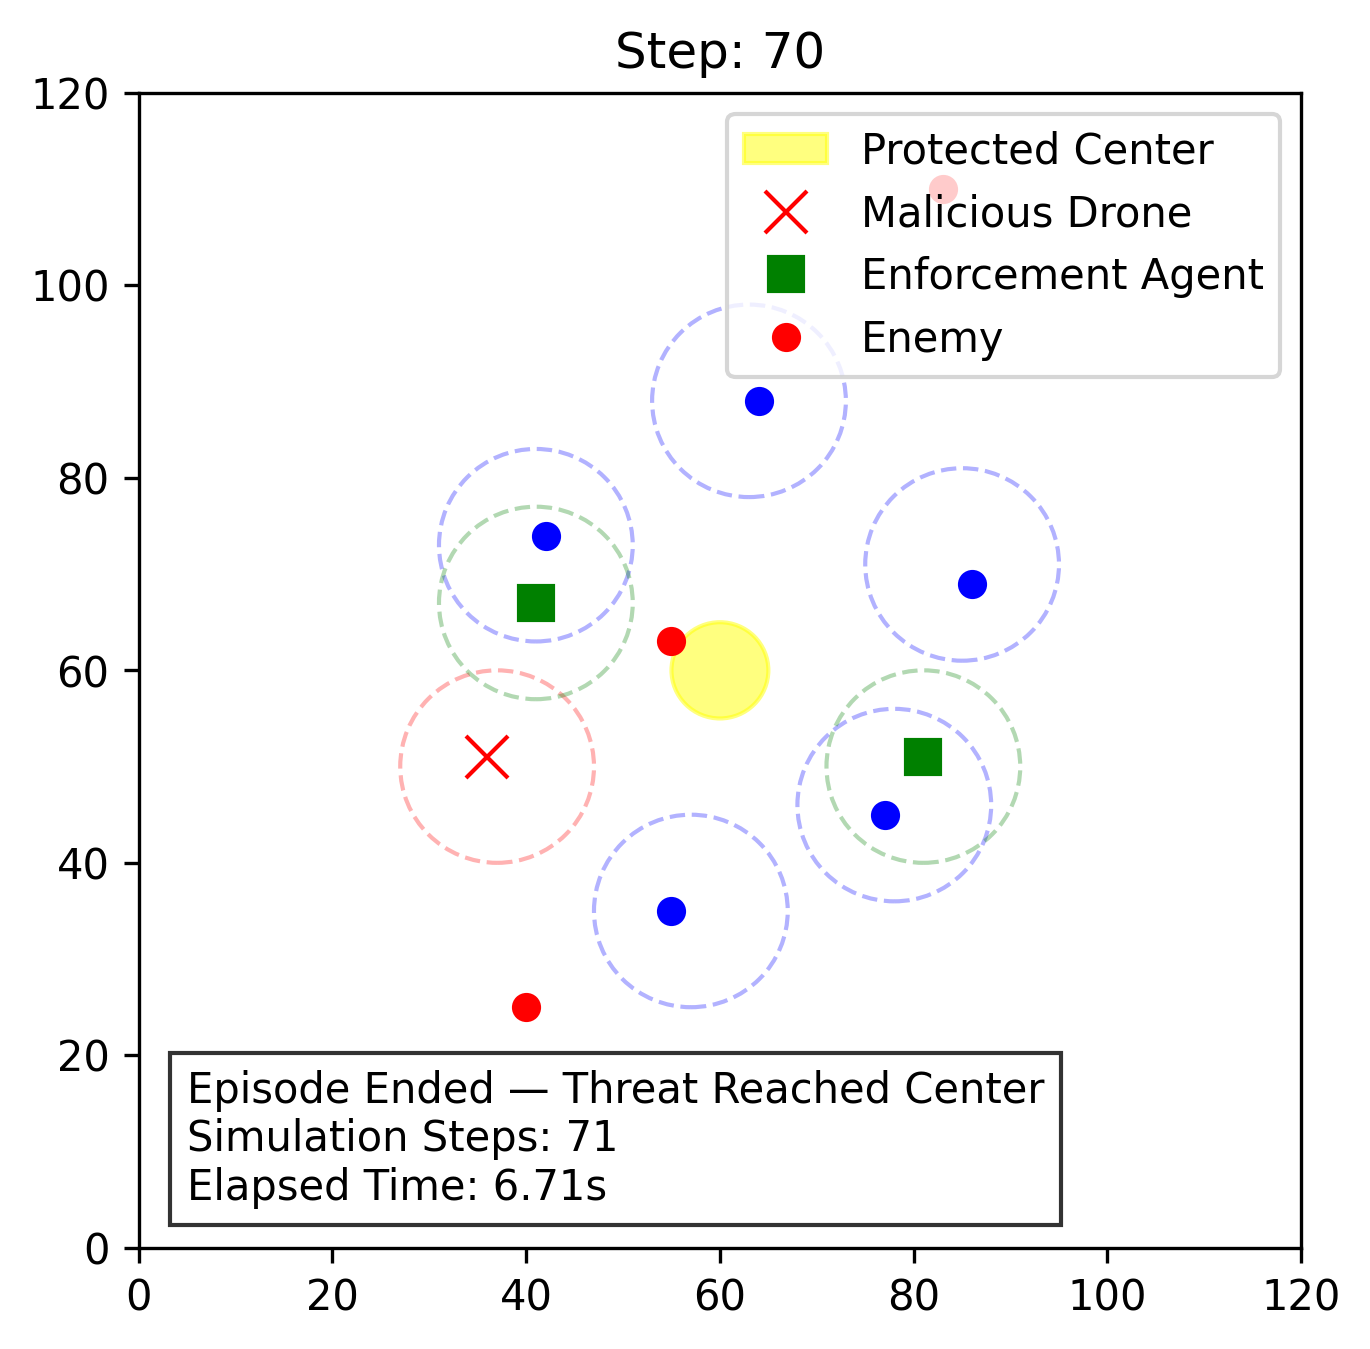 Step: 70
120
100
80
60
40
20
0
Protected Center
Malicious Drone
Enforcement Agent
Enemy
Episode Ended — Threat Reached Center
Simulation Steps: 71
Elapsed Time: 6.71s
0 20 40 60 80 100 120